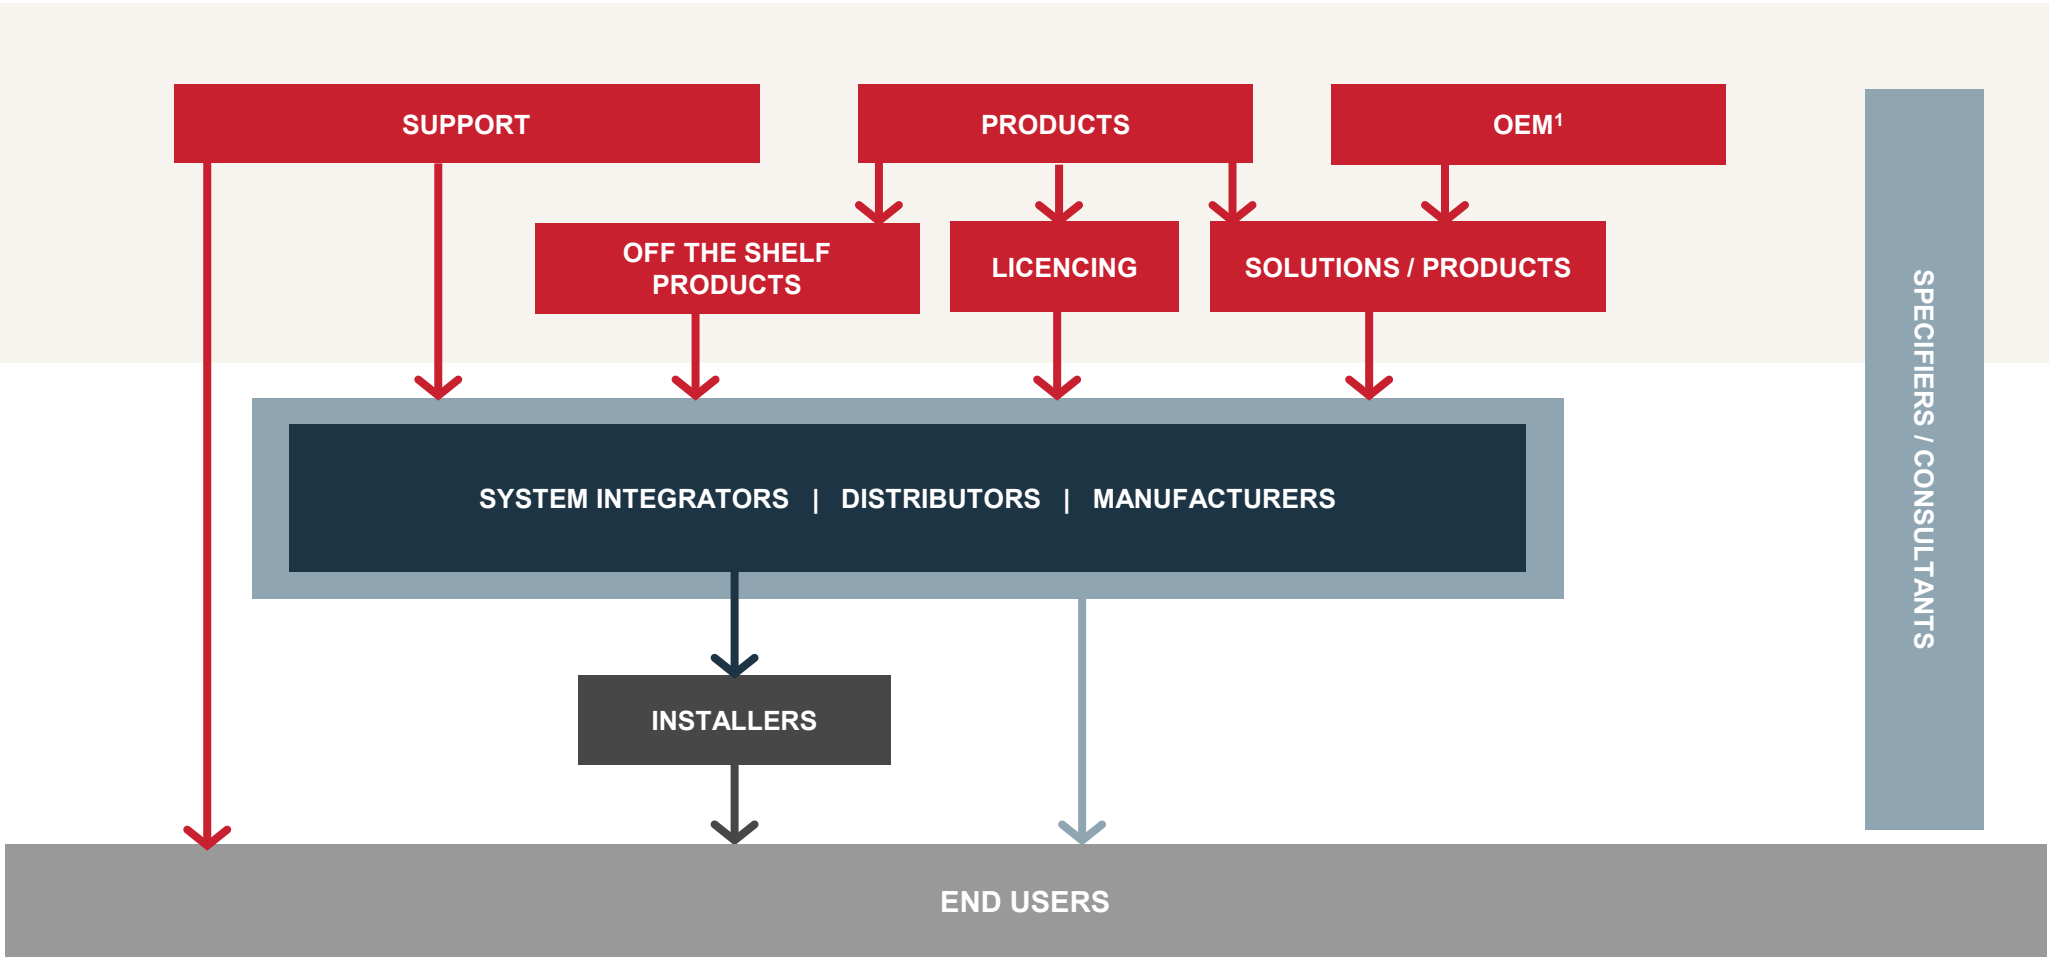 SUPPORT
PRODUCTS
OEM¹
OFF THE SHELF
PRODUCTS
LICENCING
SOLUTIONS / PRODUCTS
SPECIFIERS / CONSULTANTS
SYSTEM INTEGRATORS | DISTRIBUTORS | MANUFACTURERS
INSTALLERS
END USERS